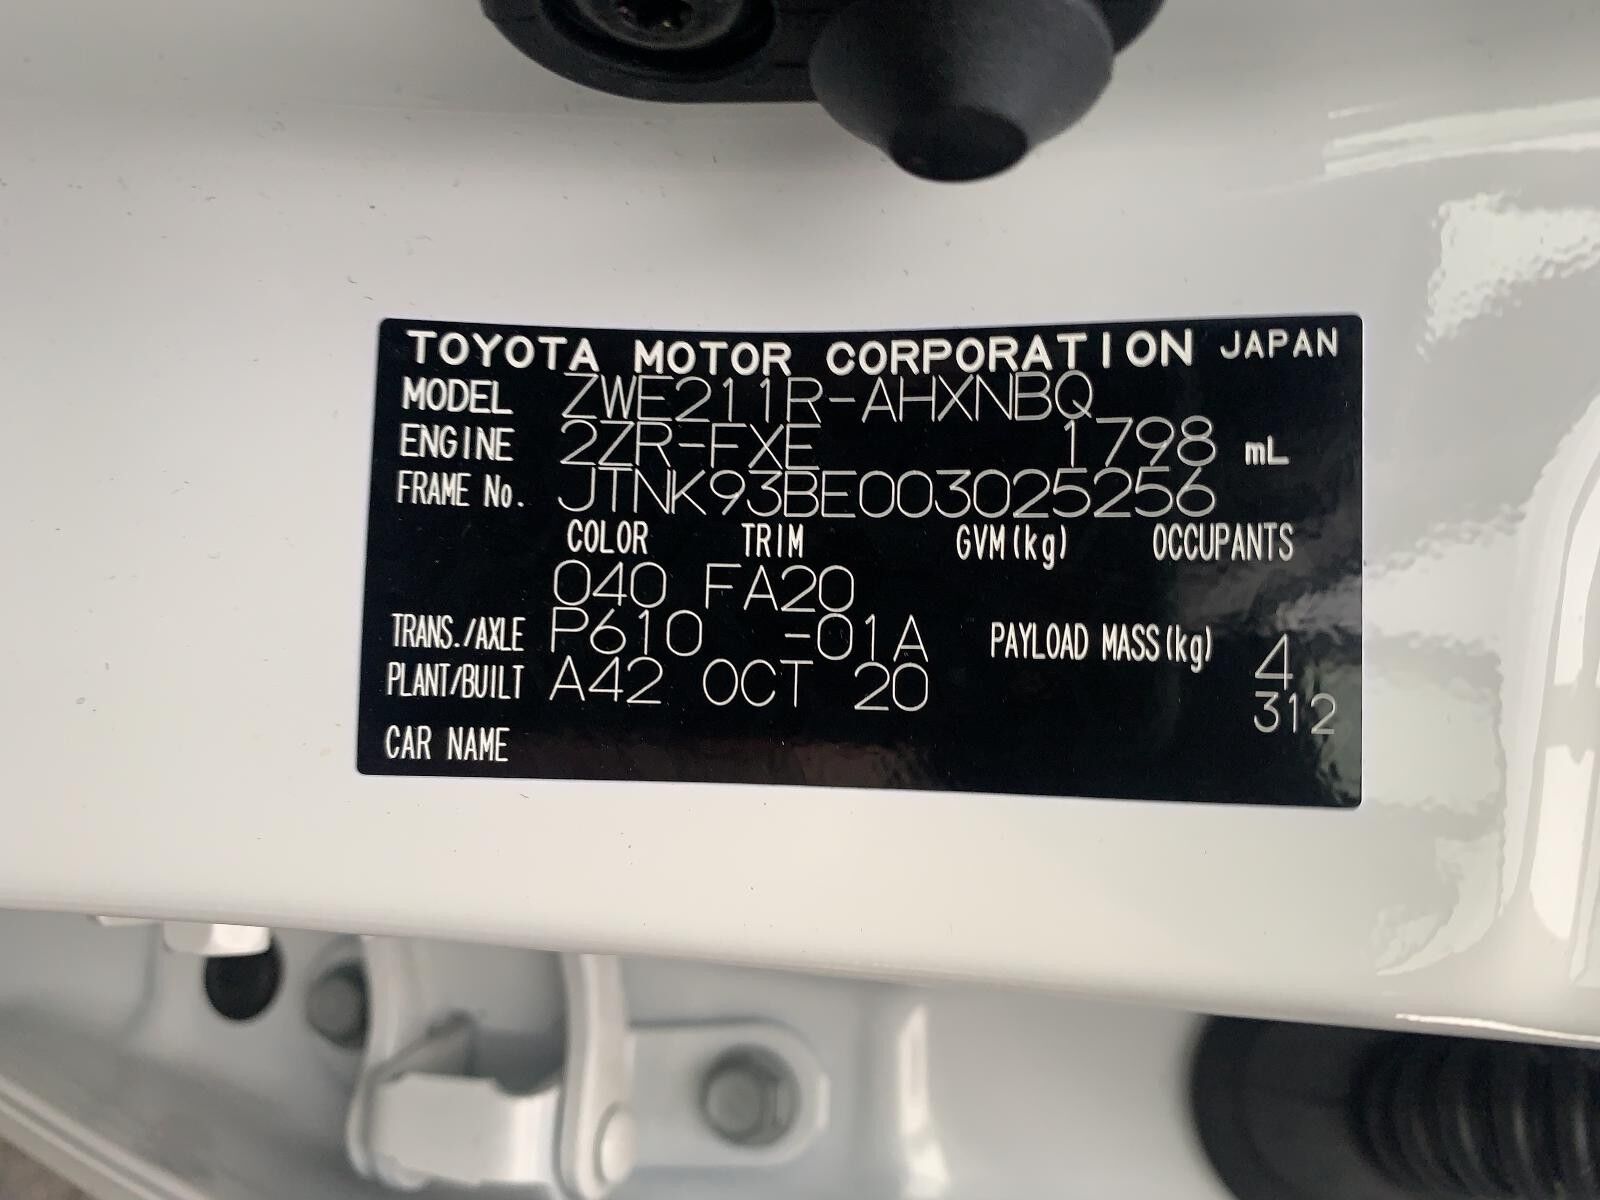 TOYOTA MOTOR CORPORATION JAPAN
MODEL ZWE211R-AHXNBQ
ENGINE 2ZR-FXE 1798 mL
FRAME No. JTNK93BE003025256
COLOR TRIM GVM(kg) OCCUPANTS
040 FA20
TRANS./AXLE P610 -01A PAYLOAD MASS(kg) 4
PLANT/BUILT A42 OCT 20 312
CAR NAME